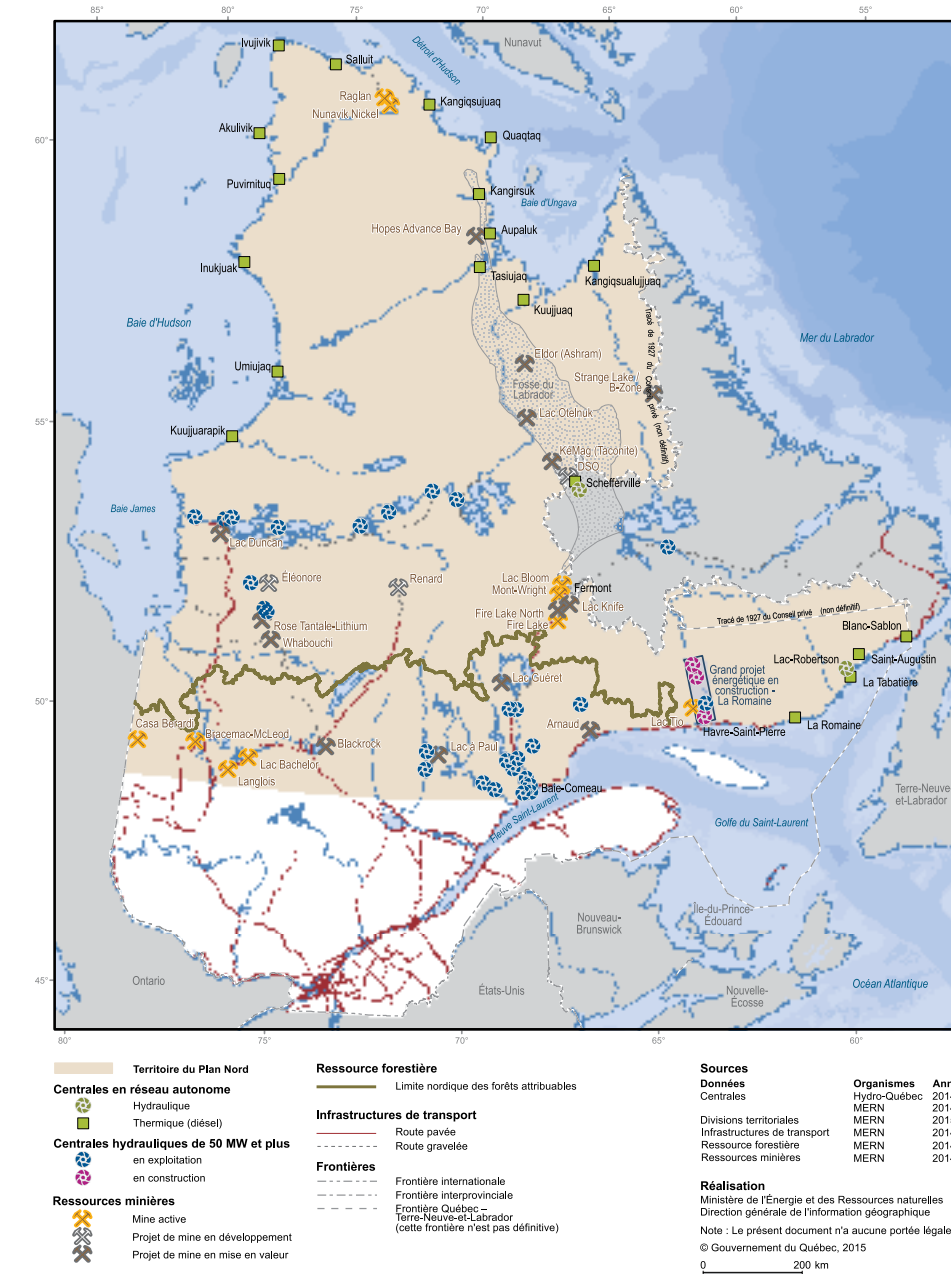 85°
80°
75°
70°
65°
60°
55°
Ivujivik
Salluit
Détroit d'Hudson
Nunavut
Raglan
Nunavik Nickel
Kangiqsujuaq
Akulivik
Quaqtaq
60°
Puvirnituq
Kangirsuk
Baie d'Ungava
Hopes Advance Bay
Aupaluk
Inukjuak
Tasiujaq
Kangiqsualujjuaq
Kuujjuaq
Baie d'Hudson
Tracé de 1927 du Conseil privé (non définitif)
Mer du Labrador
Eldor (Ashram)
Umiujaq
Strange Lake /
B-Zone
Fosse du
Labrador
Lac Otelnuk
55°
Kuujjuarapik
KéMag (Taconite)
DSO
Schefferville
Baie James
Lac Duncan
Éléonore
Renard
Lac Bloom
Mont-Wright
Fermont
Fire Lake North
Lac Knife
Fire Lake
Rose Tantale-Lithium
Whabouchi
Tracé de 1927 du Conseil privé (non définitif)
Blanc-Sablon
Lac-Robertson
Saint-Augustin
La Tabatière
Grand projet
énergétique en
construction -
La Romaine
Lac Guéret
50°
Casa Berardi
Bracemac-McLeod
Arnaud
Lac Tio
La Romaine
Havre-Saint-Pierre
Blackrock
Lac à Paul
Lac Bachelor
Langlois
Baie-Comeau
Terre-Neuve
et-Labrador
Fleuve Saint-Laurent
Golfe du Saint-Laurent
Île-du-Prince-
Édouard
Nouveau-
Brunswick
45°
Ontario
États-Unis
Nouvelle-
Écosse
Océan Atlantique
80°
75°
70°
65°
60°
Territoire du Plan Nord
Centrales en réseau autonome
Hydraulique
Thermique (diésel)
Centrales hydrauliques de 50 MW et plus
en exploitation
en construction
Ressources minières
Mine active
Projet de mine en développement
Projet de mine en mise en valeur
Ressource forestière
Limite nordique des forêts attribuables
Infrastructures de transport
Route pavée
Route gravelée
Frontières
Frontière internationale
Frontière interprovinciale
Frontière Québec –
Terre-Neuve-et-Labrador
(cette frontière n'est pas définitive)
Sources
Données Organismes
Centrales Hydro-Québec
MERN
Divisions territoriales MERN
Infrastructures de transport MERN
Ressource forestière MERN
Ressources minières MERN
Réalisation
Ministère de l'Énergie et des Ressources naturelles
Direction générale de l'information géographique
Note : Le présent document n'a aucune portée légale
© Gouvernement du Québec, 2015
0 200 km